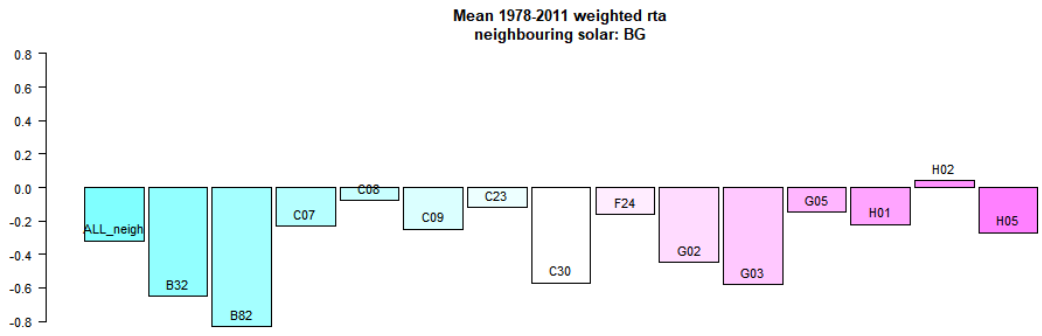 Mean 1978-2011 weighted rta
neighbouring solar: BG
0.8
0.6
0.4
0.2
0.0
-0.2
-0.4
-0.6
-0.8
ALL_neigh
B32
B82
C07
C08
C09
C23
C30
F24
G02
G03
G05
H01
H02
H05